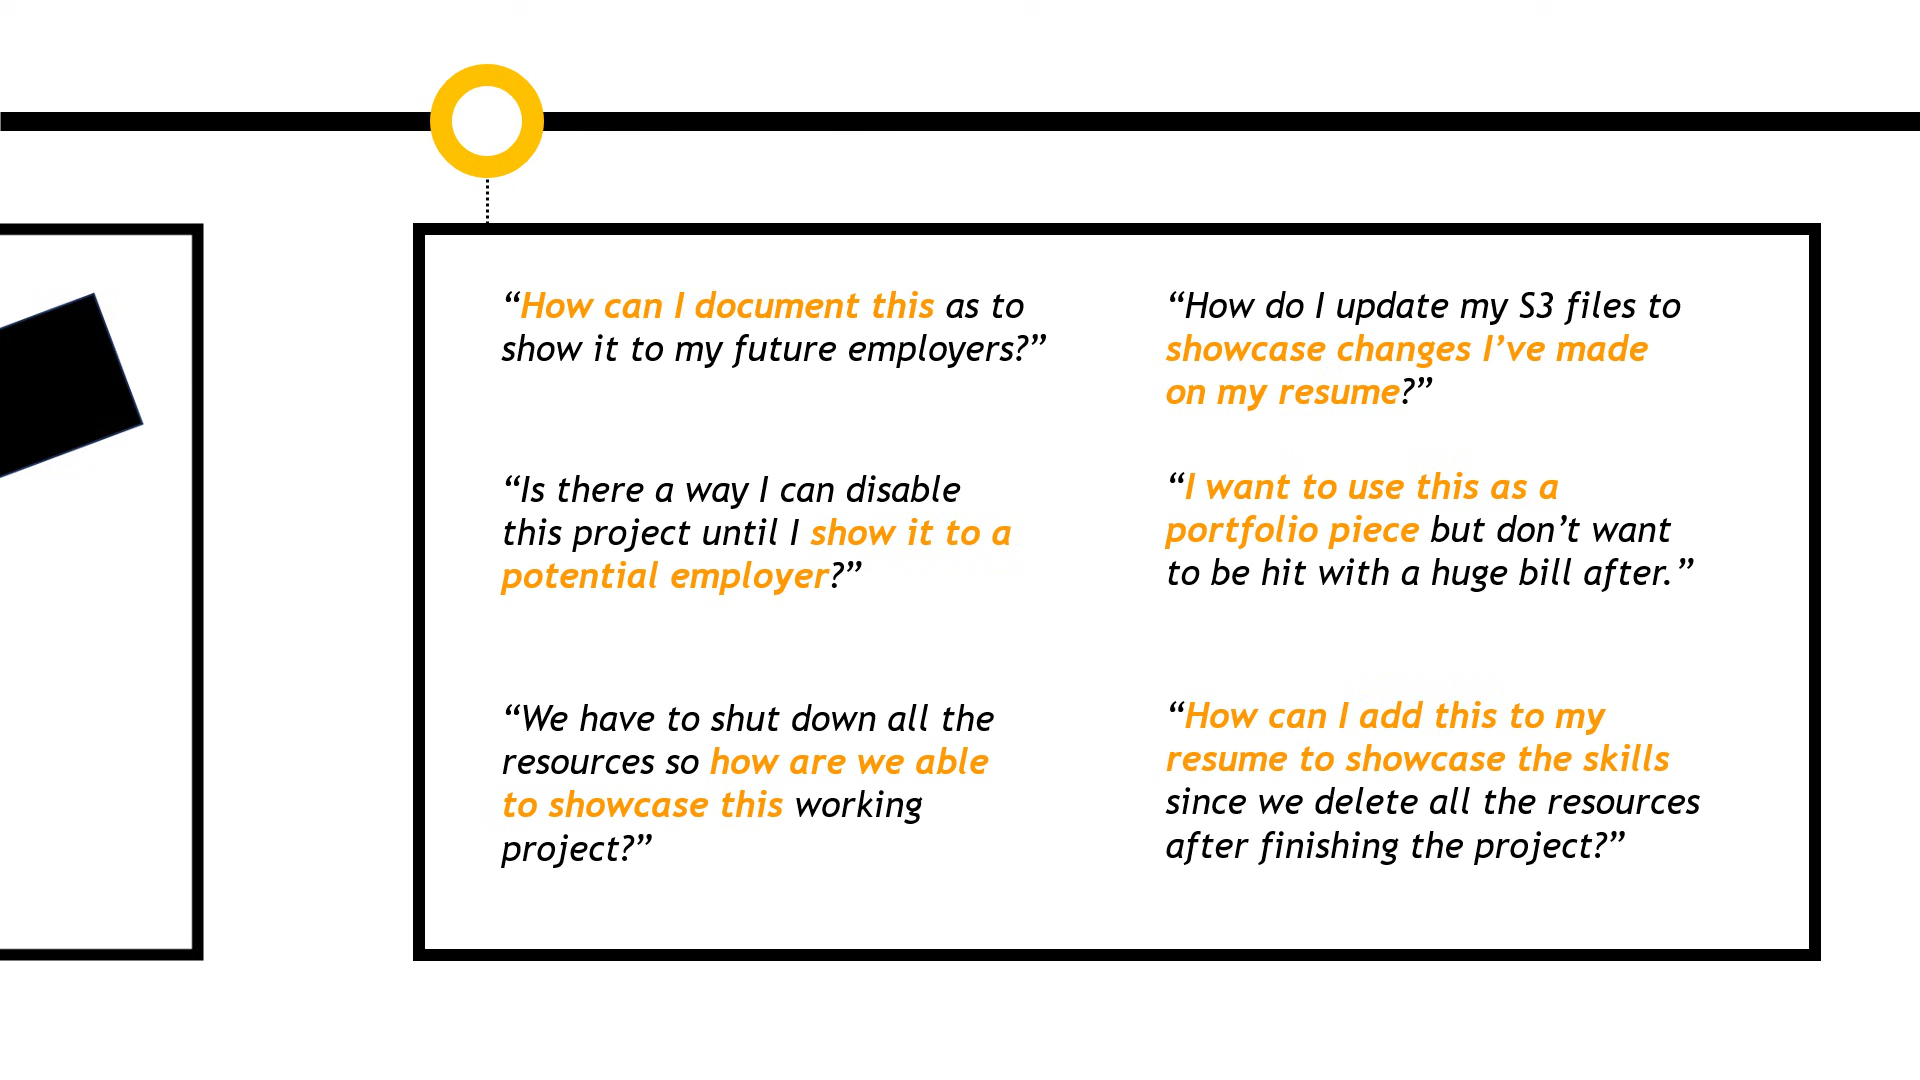 “How can I document this as to
show it to my future employers?”
“Is there a way I can disable
this project until I show it to a
potential employer?”
“We have to shut down all the
resources so how are we able
to showcase this working
project?”
“How do I update my S3 files to
showcase changes I’ve made
on my resume?”
“I want to use this as a
portfolio piece but don’t want
to be hit with a huge bill after.”
“How can I add this to my
resume to showcase the skills
since we delete all the resources
after finishing the project?”